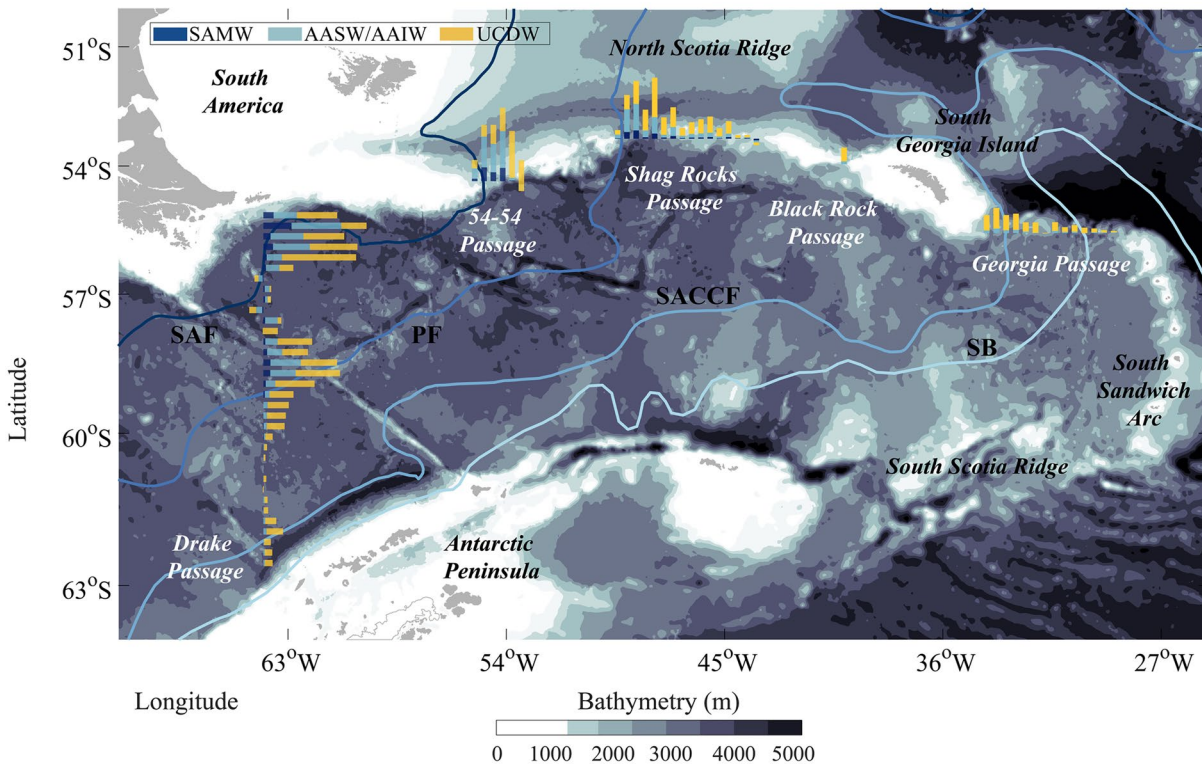 51°S
SAMW AASW/AAIW UCDW
North Scotia Ridge
South
America
South
Georgia Island
54°S
Shag Rocks
Passage
54-54
Passage
Black Rock
Passage
Georgia Passage
57°S
SACCF
SAF
PF
SB
South
Sandwich
Arc
Latitude
60°S
South Scotia Ridge
Drake
Passage
Antarctic
Peninsula
63°S
63°W 54°W 45°W 36°W 27°W
Longitude
Bathymetry (m)
0 1000 2000 3000 4000 5000